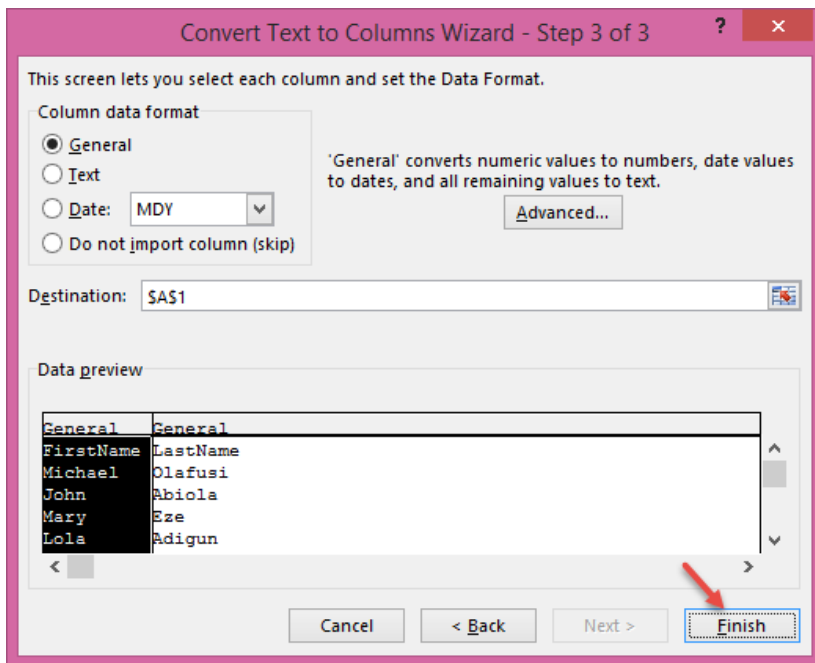 Convert Text to Columns Wizard - Step 3 of 3
?
This screen lets you select each column and set the Data Format.
Column data format
General
Text
Date: MDY
Do not import column (skip)
'General' converts numeric values to numbers, date values
to dates, and all remaining values to text.
Advanced...
Destination: $A$1
Data preview
General General
FirstName LastName
Michael Olafusi
John Abiola
Mary Eze
Lola Adigun
Cancel < Back Next > Finish